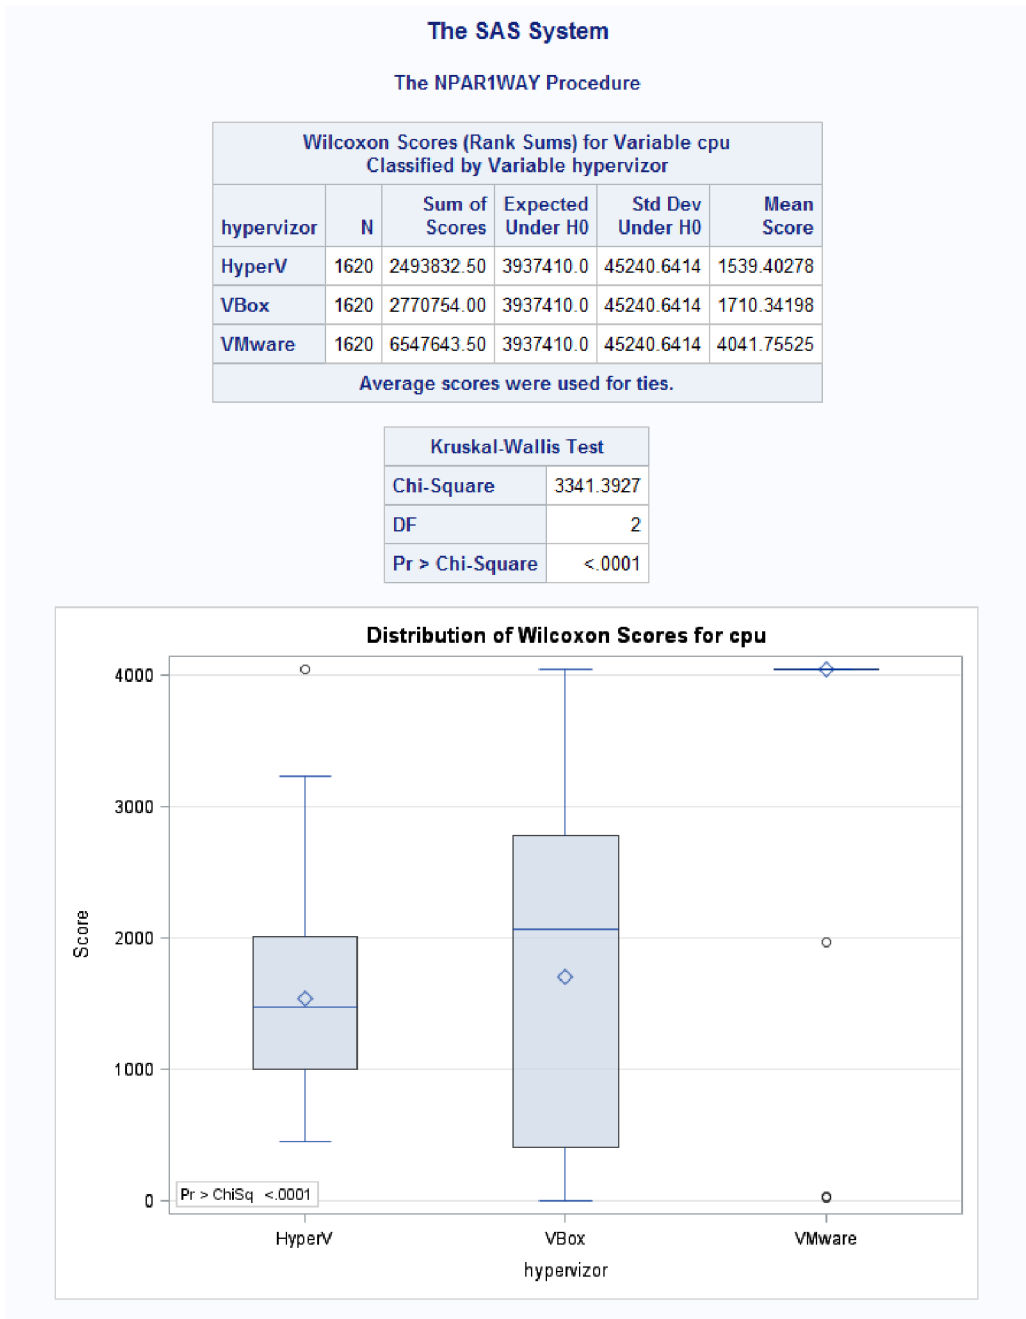 The SAS System
The NPAR1WAY Procedure
Wilcoxon Scores (Rank Sums) for Variable cpu
Classified by Variable hypervizor
hypervizor N Sum of Scores Expected Under H0 Std Dev Under H0 Mean Score
HyperV 1620 2493832.50 3937410.0 45240.6414 1539.40278
VBox 1620 2770754.00 3937410.0 45240.6414 1710.34198
VMware 1620 6547643.50 3937410.0 45240.6414 4041.75525
Average scores were used for ties.
Kruskal-Wallis Test
Chi-Square 3341.3927
DF 2
Pr > Chi-Square <.0001
Distribution of Wilcoxon Scores for cpu
4000
3000
2000
1000
0
Score
Pr > ChiSq <.0001
HyperV VBox VMware
hypervizor